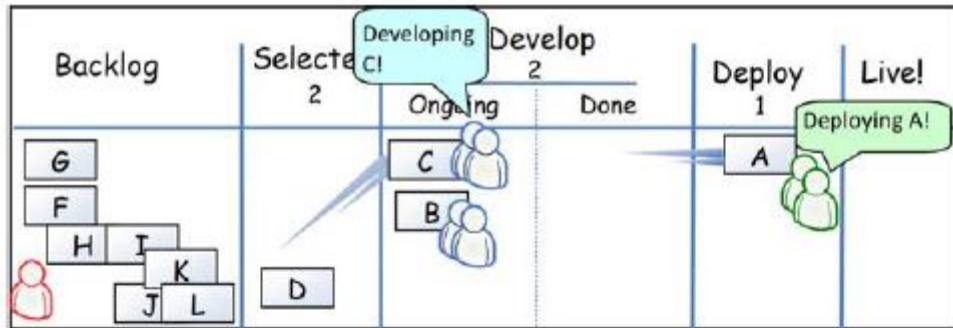 Backlog
Selecte
2
Developing
C!
Develop
2
Ongoing
Done
Deploy
1
Live!
Deploying A!
G
F
H I
K
J L
D
C
B
A